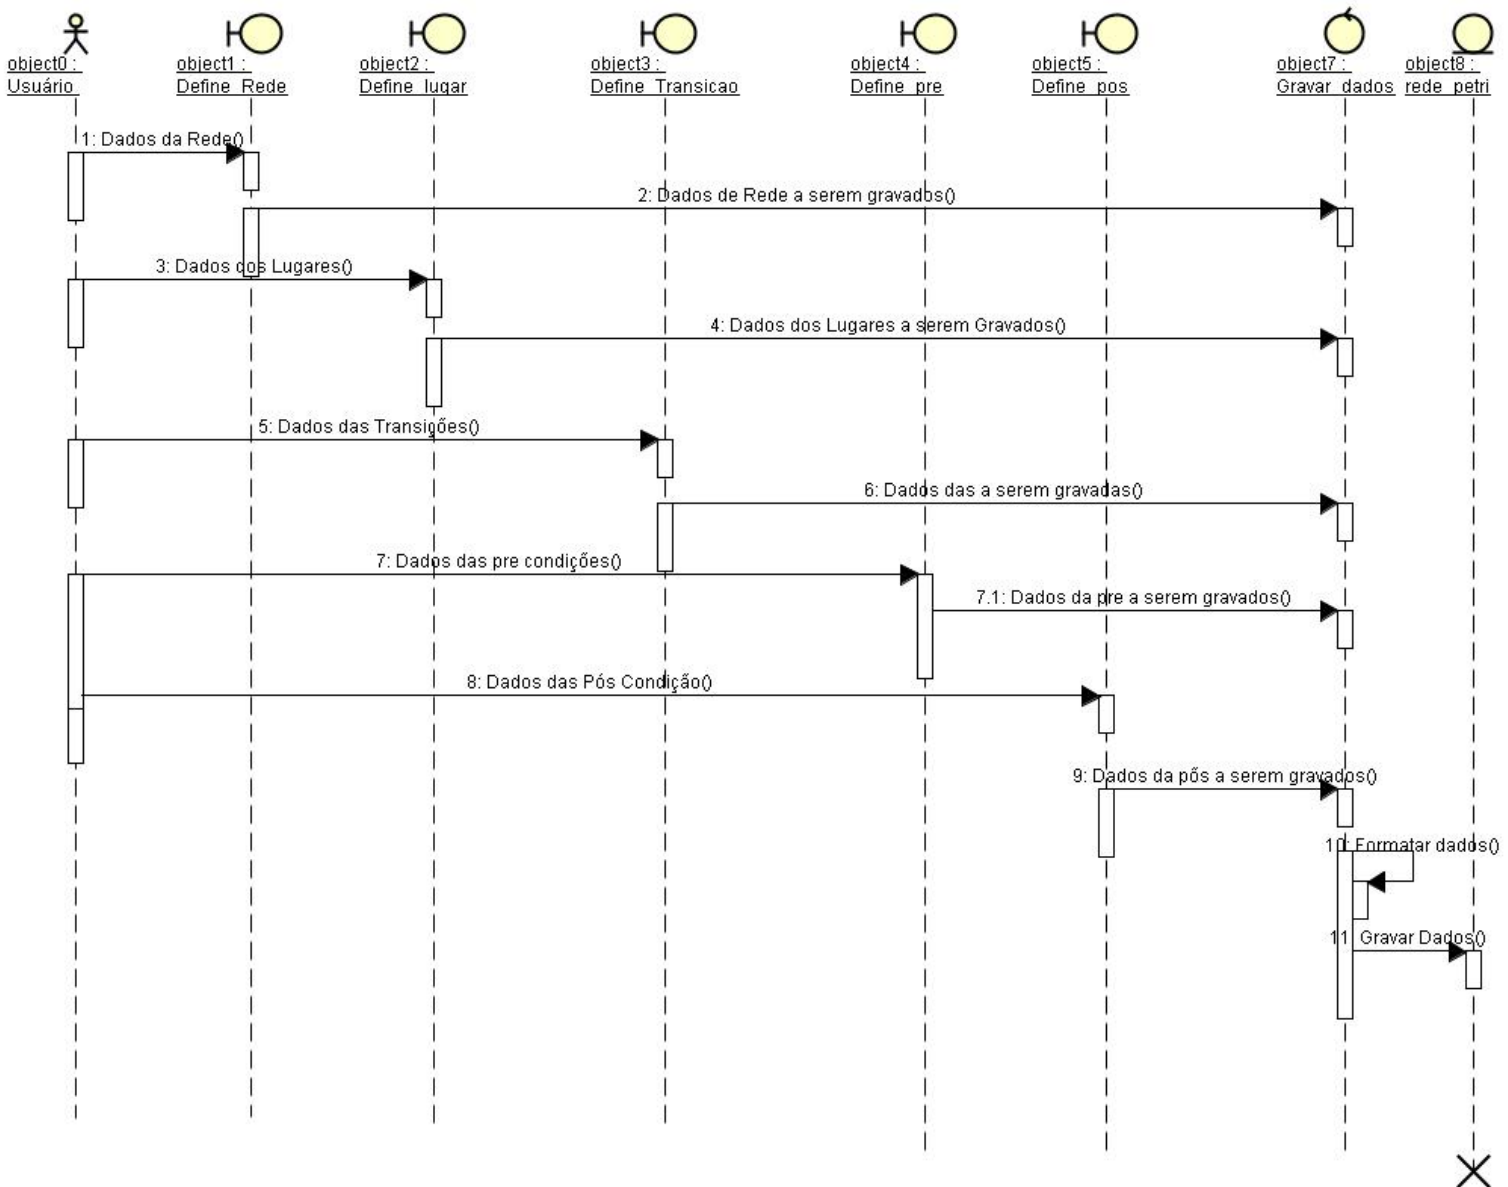 object0 :
Usuário
object1 :
Define_Rede
object2 :
Define_lugar
object3 :
Define_Transicao
object4 :
Define_pre
object5 :
Define_pos
object7 :
Gravar_dados
object8 :
rede_petri
1: Dados da Rede()
2: Dados de Rede a serem gravados()
3: Dados dos Lugares()
4: Dados dos Lugares a serem Gravados()
5: Dados das Transições()
6: Dados das a serem gravadas()
7: Dados das pre condições()
7.1: Dados da pre a serem gravados()
8: Dados das Pós Condição()
9: Dados da pős a serem gravados()
10: Formatar dados()
11: Gravar Dados()